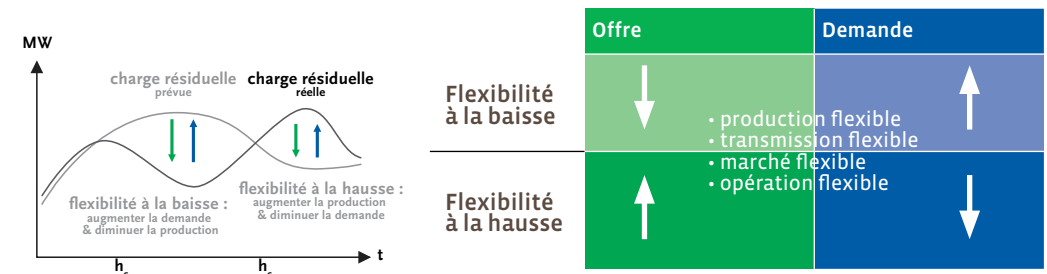 MW
charge résiduelle
prévue
charge résiduelle
réelle
flexibilité à la baisse :
augmenter la demande
& diminuer la production
flexibilité à la hausse :
augmenter la production
& diminuer la demande
t
Offre
Demande
Flexibilité
à la baisse
Flexibilité
à la hausse
• production flexible
• transmission flexible
• marché flexible
• opération flexible